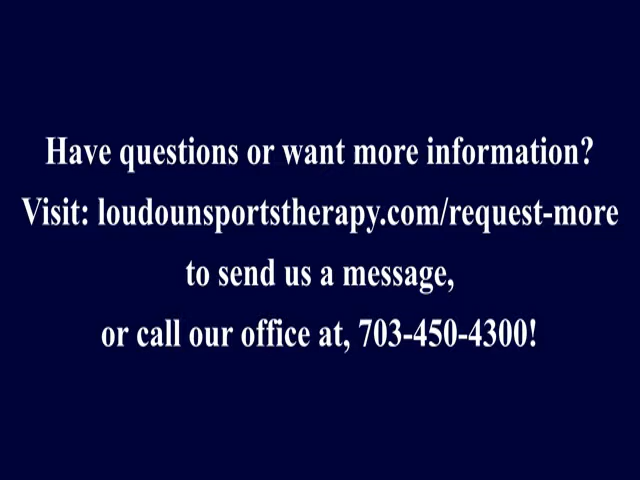 Have questions or want more information?
Visit: loudounsportstherapy.com/request-more
to send us a message,
or call our office at, 703-450-4300!